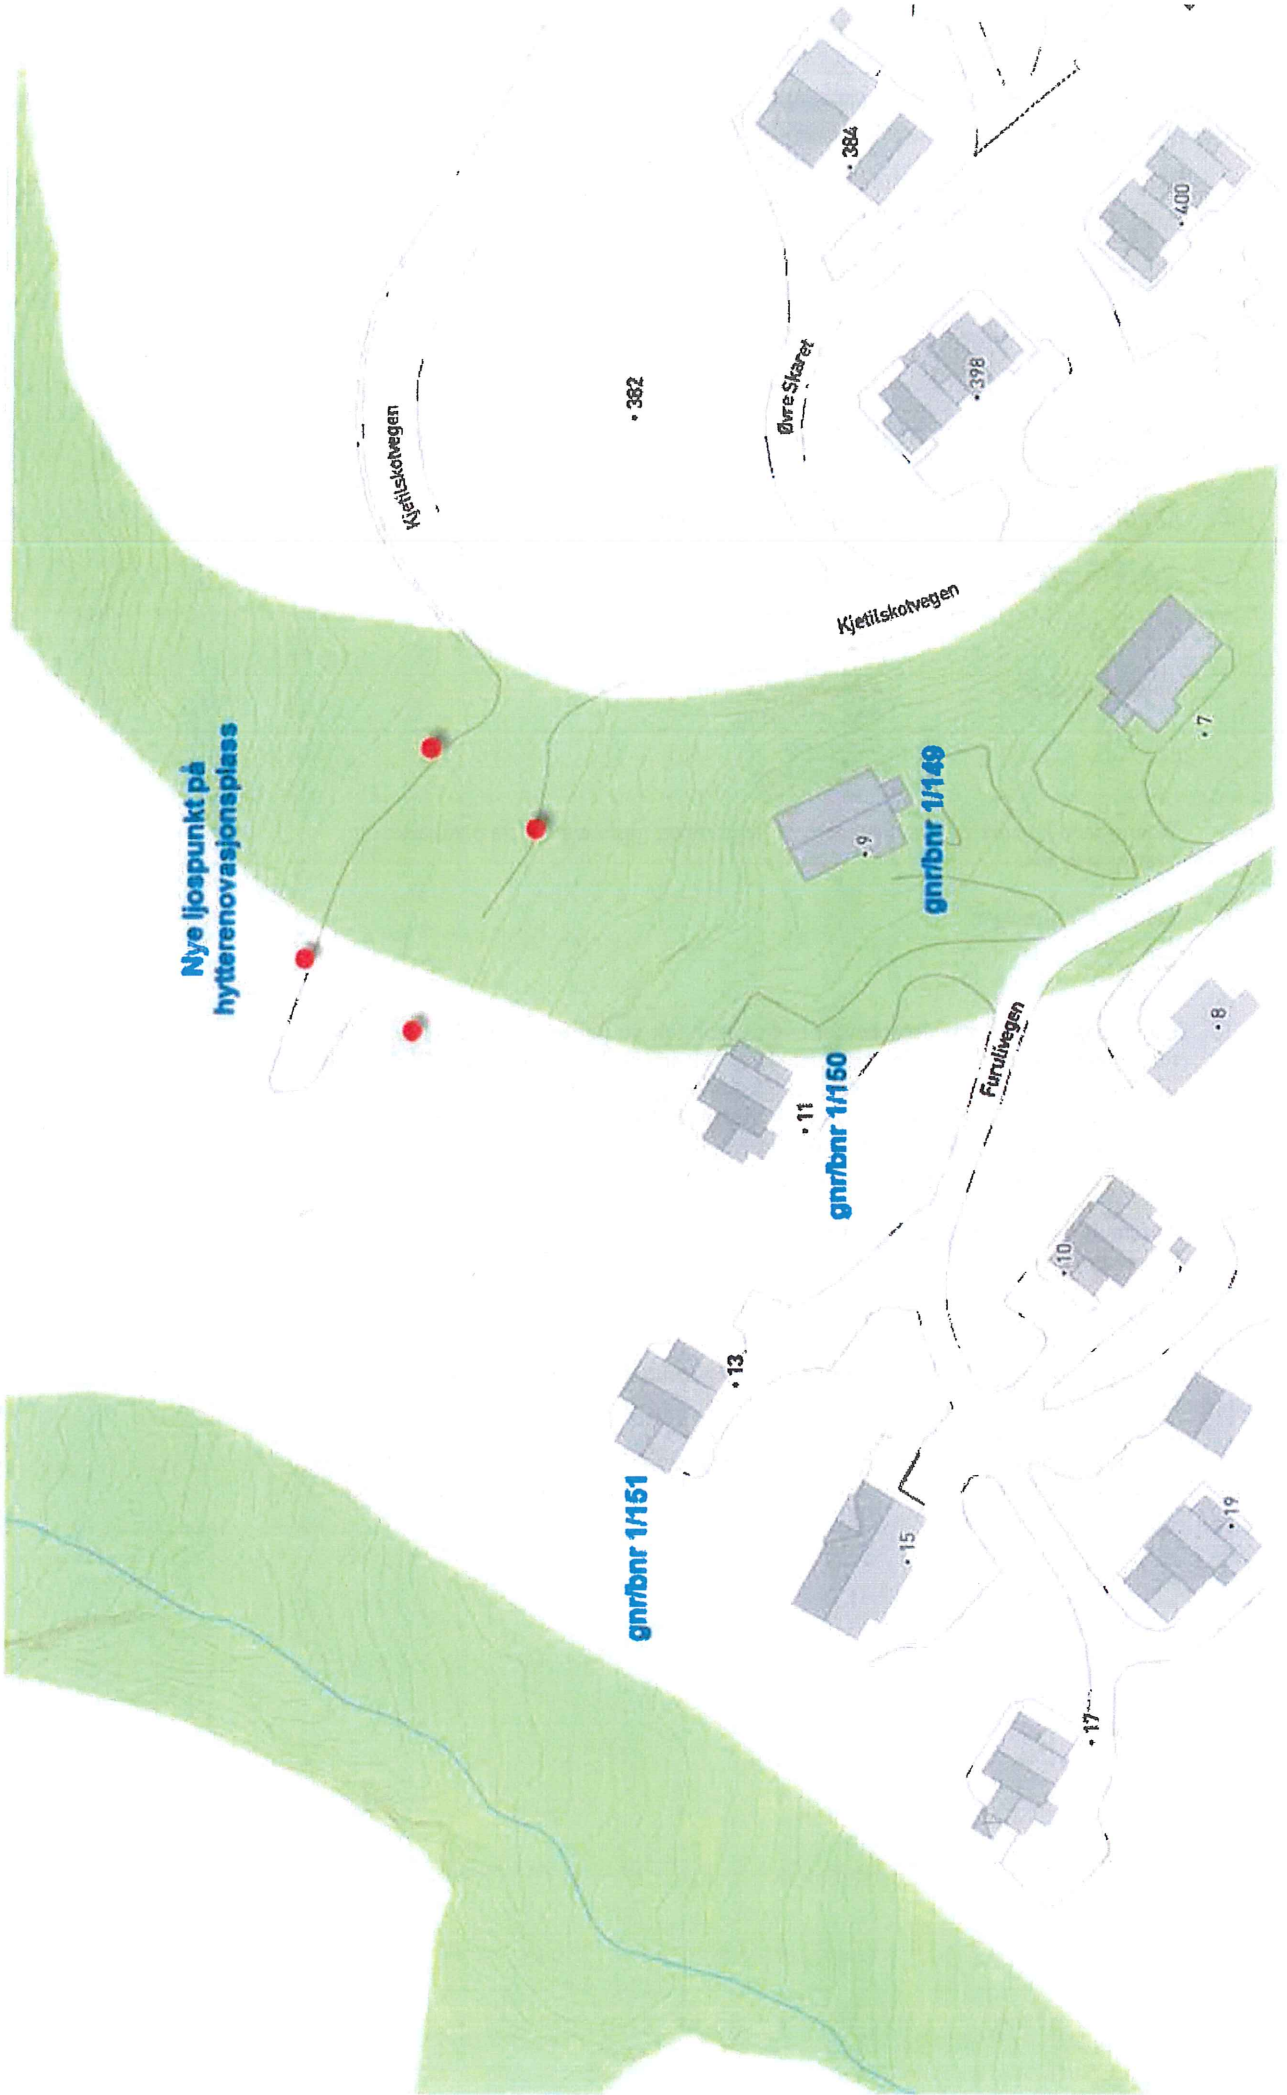 Nye ljospunkt på
hytterenovasjonsplass
Kjetilskotvegen
382
Øvre Skaret
384
398
400
Kjetilskotvegen
gnr/bnr 1/149
9
7
gnr/bnr 1/150
11
Furulivegen
8
10
gnr/bnr 1/151
13
15
17
19